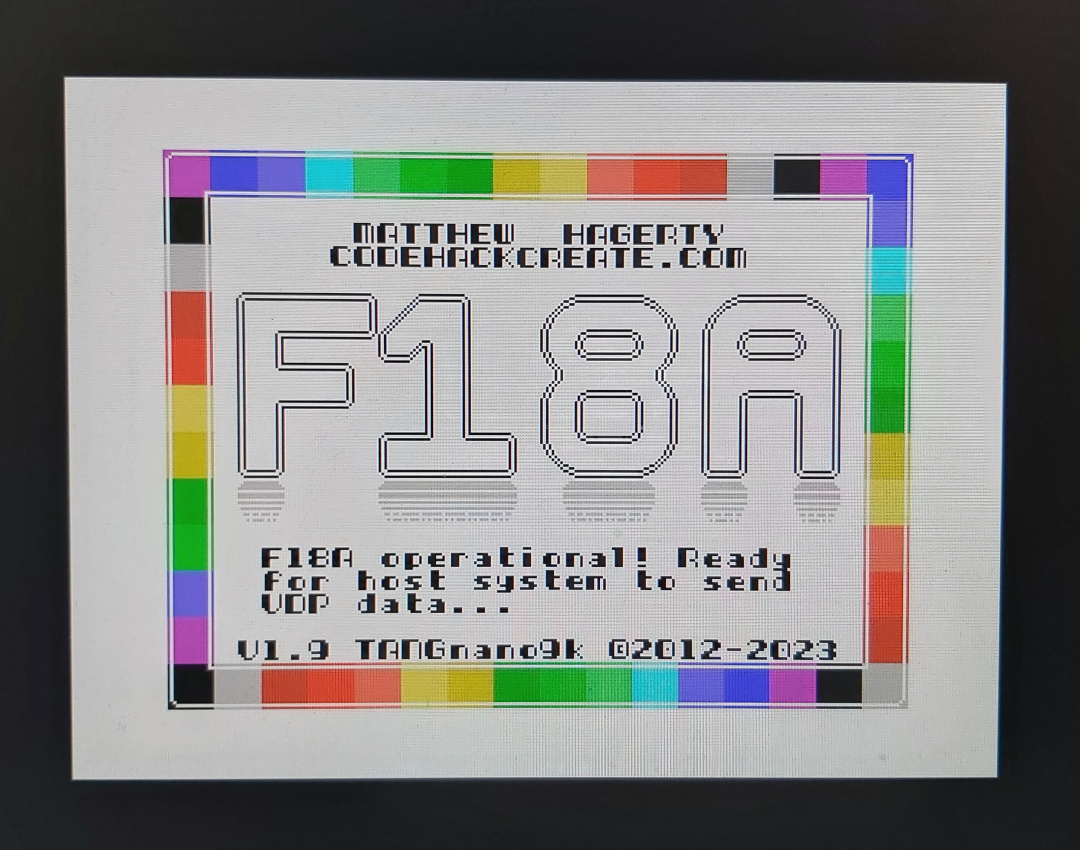 MATTHEW HAGERTY
CODEHACKCREATE.COM
F18A
F18A operational! Ready
for host system to send
VDP data...
V1.9 TANGnano9k ©2012-2023